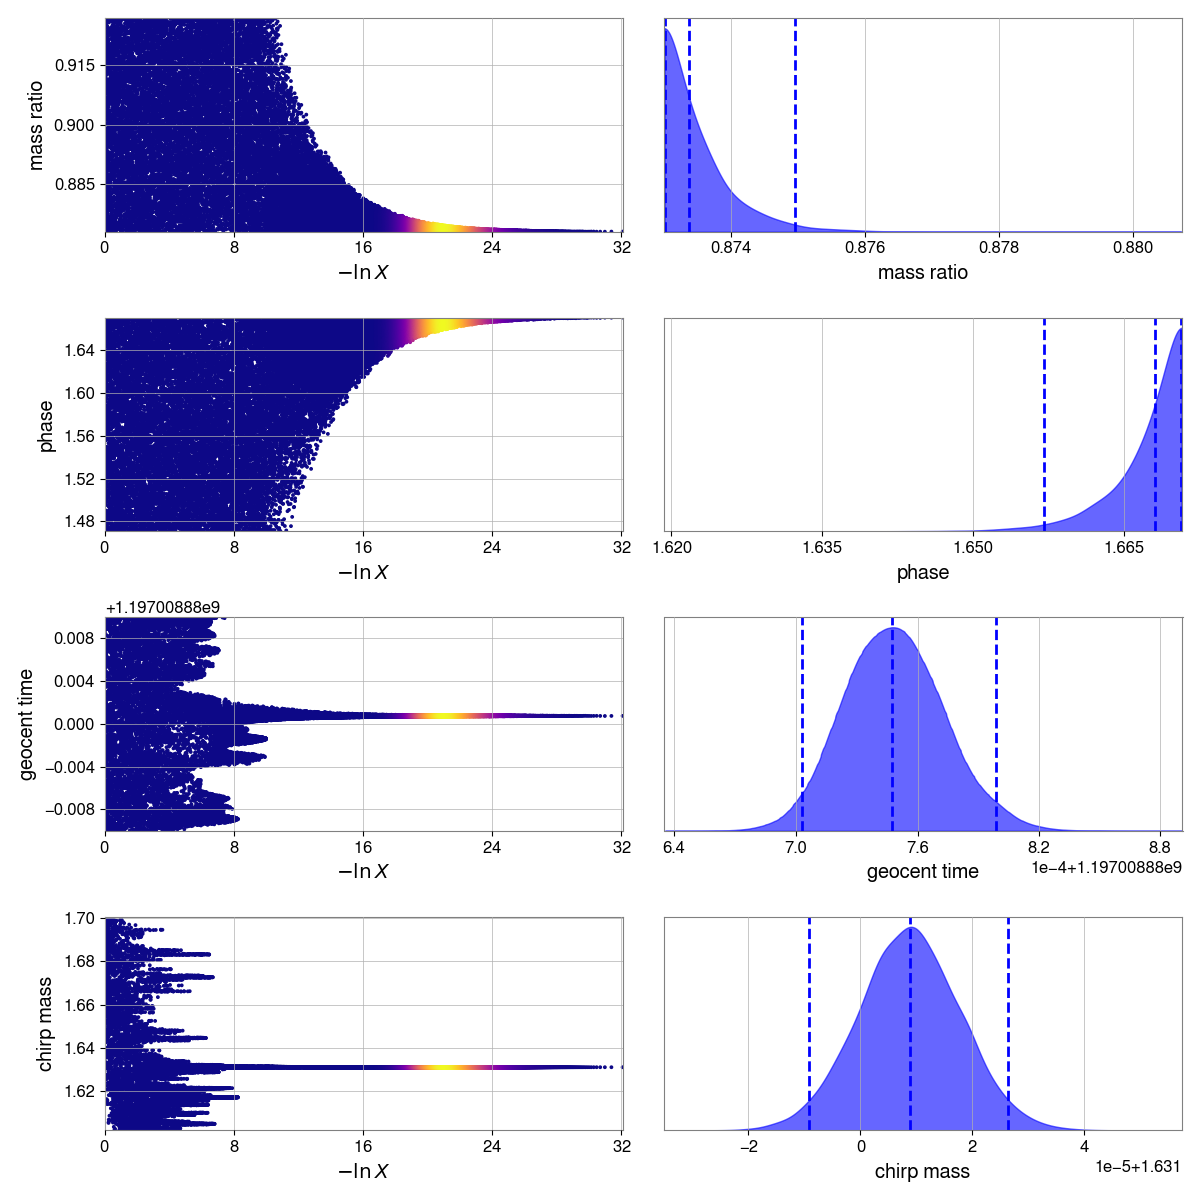 mass ratio
0.915
0.900
0.885
0 8 16 24 32
−ln X
0.874 0.876 0.878 0.880
mass ratio
phase
1.64
1.60
1.56
1.52
1.48
0 8 16 24 32
−ln X
1.620 1.635 1.650 1.665
phase
+1.19700888e9
geocent time
0.008
0.004
0.000
−0.004
−0.008
0 8 16 24 32
−ln X
6.4 7.0 7.6 8.2 8.8
geocent time
1e−4+1.19700888e9
chirp mass
1.70
1.68
1.66
1.64
1.62
0 8 16 24 32
−ln X
−2 0 2 4
chirp mass
1e−5+1.631